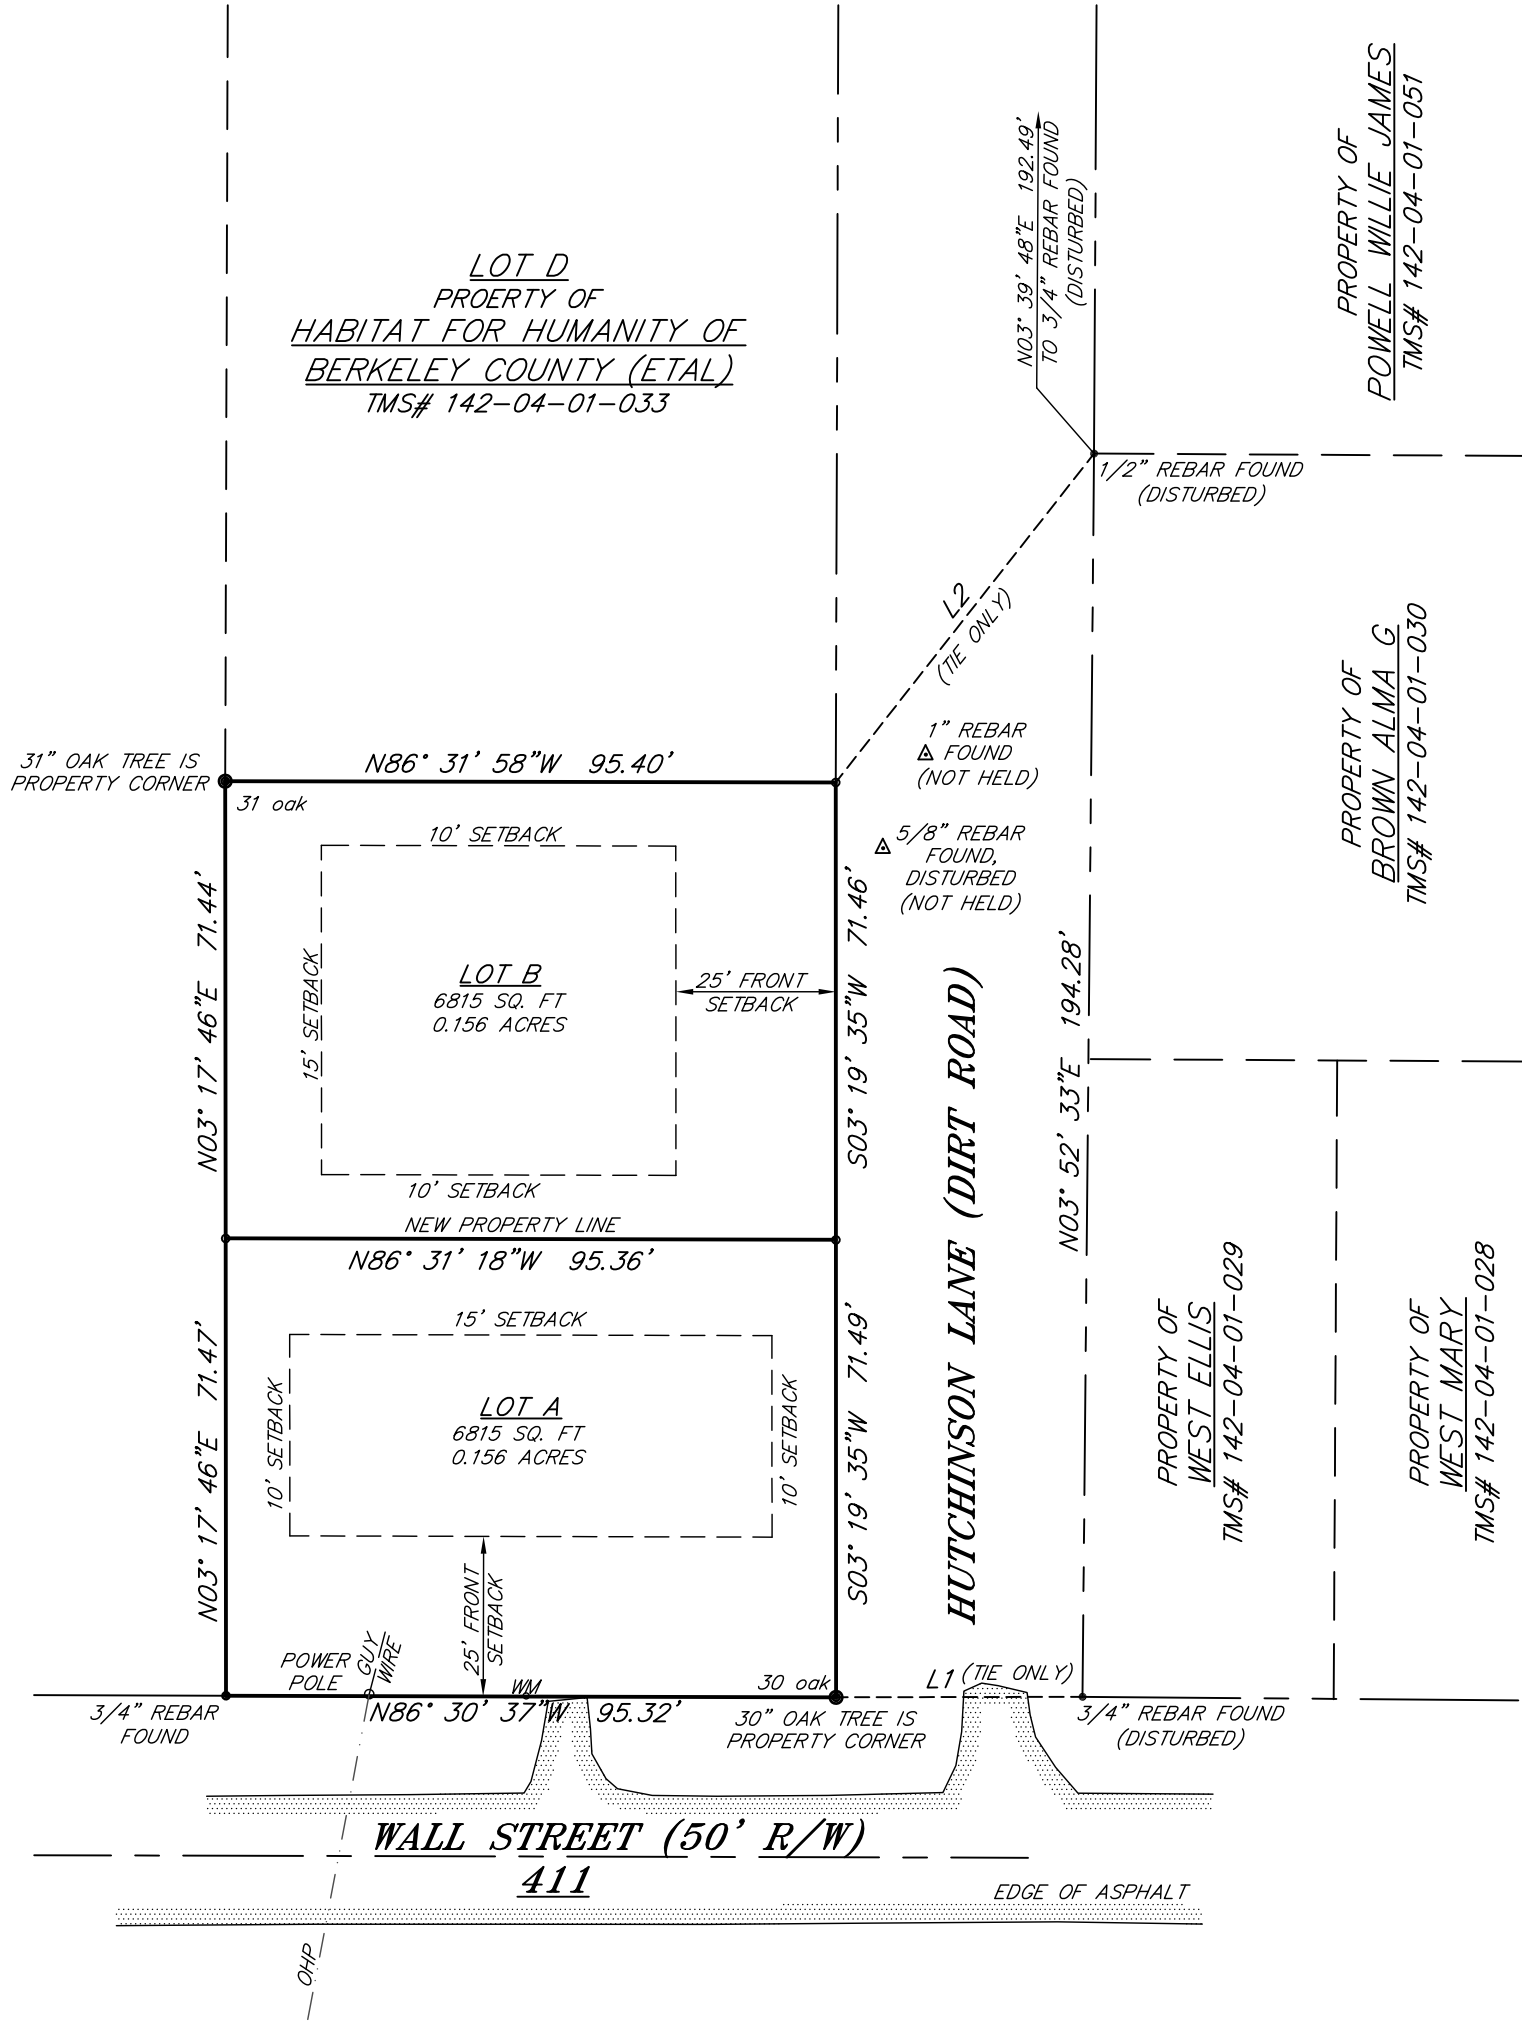 PROPERTY OF
POWELL WILLIE JAMES
TMS# 142-04-01-051
N03° 39' 48"E 192.49'
TO 3/4" REBAR FOUND
(DISTURBED)
LOT D
PROERTY OF
HABITAT FOR HUMANITY OF
BERKELEY COUNTY (ETAL)
TMS# 142-04-01-033
1/2" REBAR FOUND
(DISTURBED)
L2
(TIE ONLY)
PROPERTY OF
BROWN ALMA G
TMS# 142-04-01-030
1" REBAR
FOUND
(NOT HELD)
31" OAK TREE IS
PROPERTY CORNER
N86° 31' 58"W 95.40'
31 oak
10' SETBACK
5/8" REBAR
FOUND,
DISTURBED
(NOT HELD)
N03° 17' 46"E 71.44'
15' SETBACK
LOT B
6815 SQ. FT
0.156 ACRES
25' FRONT
SETBACK
S03° 19' 35"W 71.46'
HUTCHINSON LANE (DIRT ROAD)
N03° 52' 33"E 194.28'
10' SETBACK
NEW PROPERTY LINE
N86° 31' 18"W 95.36'
15' SETBACK
N03° 17' 46"E 71.47'
10' SETBACK
LOT A
6815 SQ. FT
0.156 ACRES
10' SETBACK
S03° 19' 35"W 71.49'
PROPERTY OF
WEST ELLIS
TMS# 142-04-01-029
PROPERTY OF
WEST MARY
TMS# 142-04-01-028
25' FRONT
SETBACK
POWER
POLE
GUY
WIRE
WM
30 oak
L1 (TIE ONLY)
3/4" REBAR
FOUND
N86° 30' 37"W 95.32'
30" OAK TREE IS
PROPERTY CORNER
3/4" REBAR FOUND
(DISTURBED)
WALL STREET (50' R/W)
411
EDGE OF ASPHALT
OHP